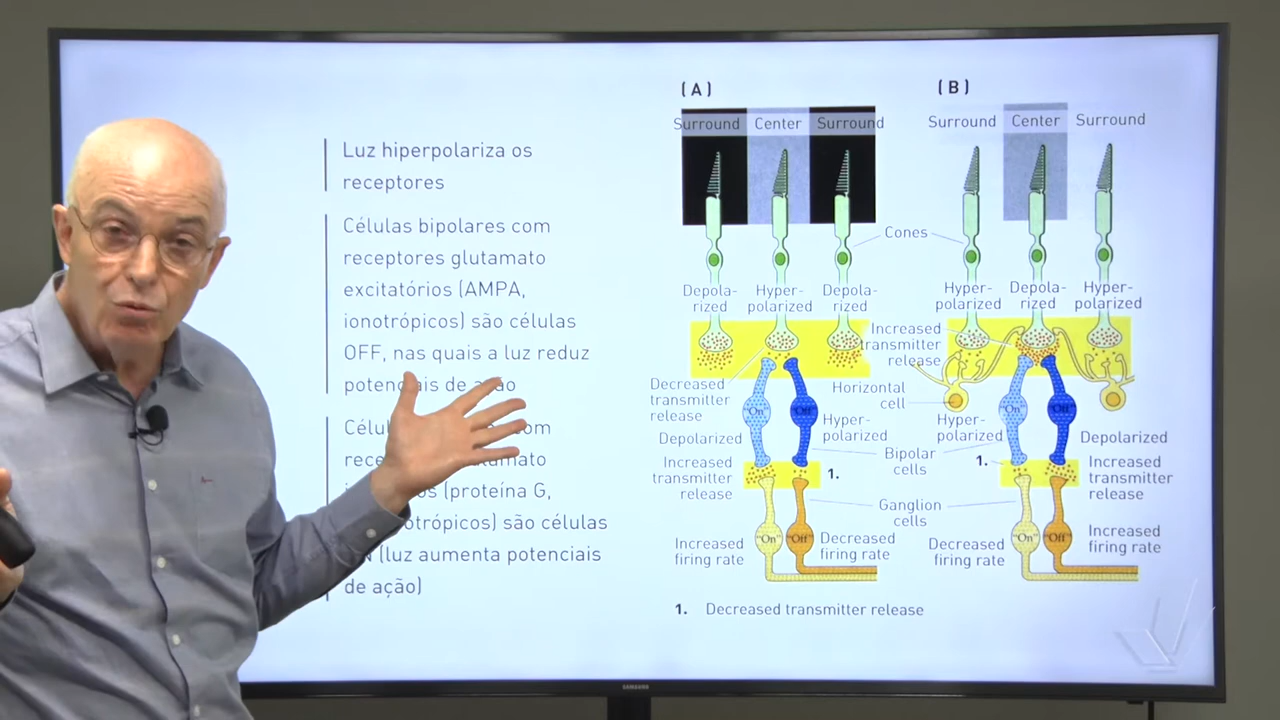 Luz hiperpolariza os
receptores
Células bipolares com
receptores glutamato
excitatórios (AMPA,
ionotrópicos) são células
OFF, nas quais a luz reduz
de
com
(proteína G,
são células
(luz aumenta potenciais
de ação)
(A)
Surround Center Surround
Depola-
rized
Hyper-
polarized
Depola-
rized
Decreased
transmitter
release
Depolarized
"On" "Off"
Hyper-
polarized
Increased
transmitter
release
1.
Increased
firing rate
"On" "Off"
Decreased
firing rate
Cones
Horizontal
cell
Bipolar
cells
Ganglion
cells
(B)
Surround Center Surround
Hyper-
polarized
Depola-
rized
Hyper-
polarized
Increased
transmitter
release
Hyper-
polarized
"On" "Off"
Depolarized
1.
Increased
transmitter
release
Decreased
firing rate
"On" "Off"
Increased
firing rate
1. Decreased transmitter release
SAMSUNG